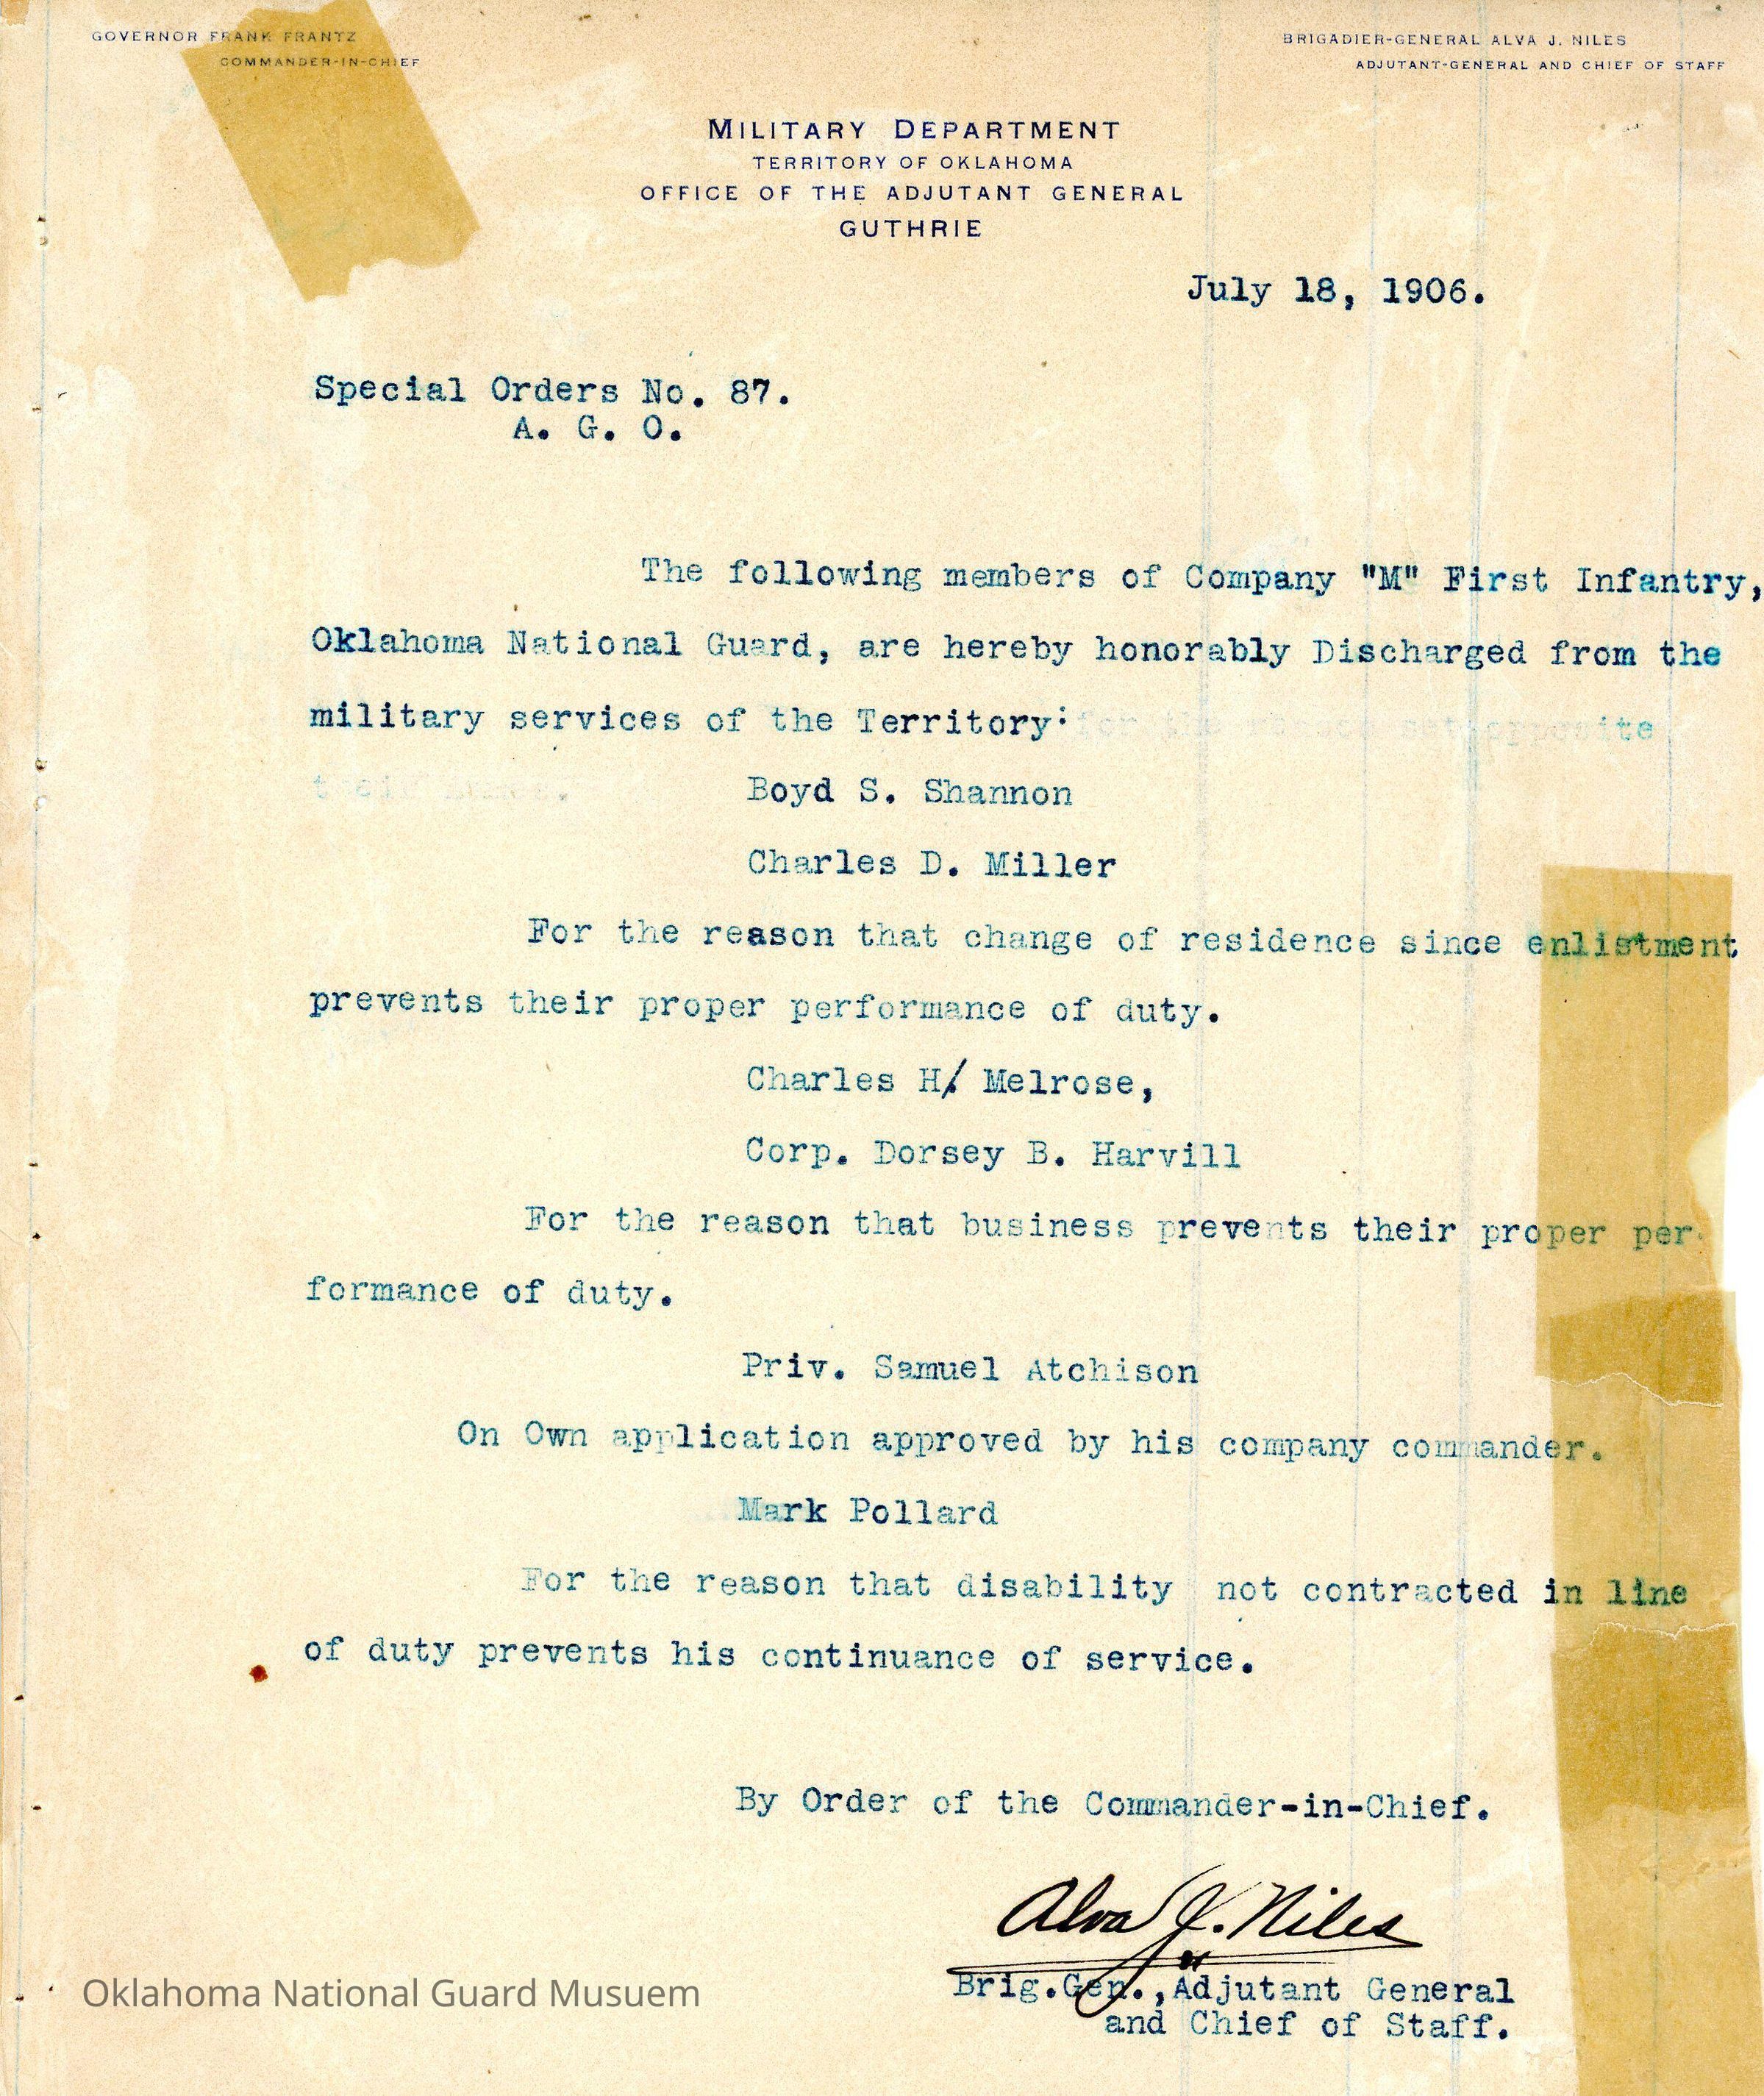 GOVERNOR FRANK FRANTZ
COMMANDER-IN-CHIEF
BRIGADIER-GENERAL ALVA J. NILES
ADJUTANT-GENERAL AND CHIEF OF STAFF
MILITARY DEPARTMENT
TERRITORY OF OKLAHOMA
OFFICE OF THE ADJUTANT GENERAL
GUTHRIE
July 18, 1906.
Special Orders No. 87.
A. G. O.
The following members of Company "M" First Infantry,
Oklahoma National Guard, are hereby honorably Discharged from the
military services of the Territory: for the set opposite
their names.
Boyd S. Shannon
Charles D. Miller
For the reason that change of residence since enlistment
prevents their proper performance of duty.
Charles H/ Melrose,
Corp. Dorsey B. Harvill
For the reason that business prevents their proper per-
formance of duty.
Priv. Samuel Atchison
On Own application approved by his company commander.
Mark Pollard
For the reason that disability not contracted in line
of duty prevents his continuance of service.
By Order of the Commander-in-Chief.
Alva J. Niles
Brig.Gen.,Adjutant General
and Chief of Staff.
Oklahoma National Guard Musuem